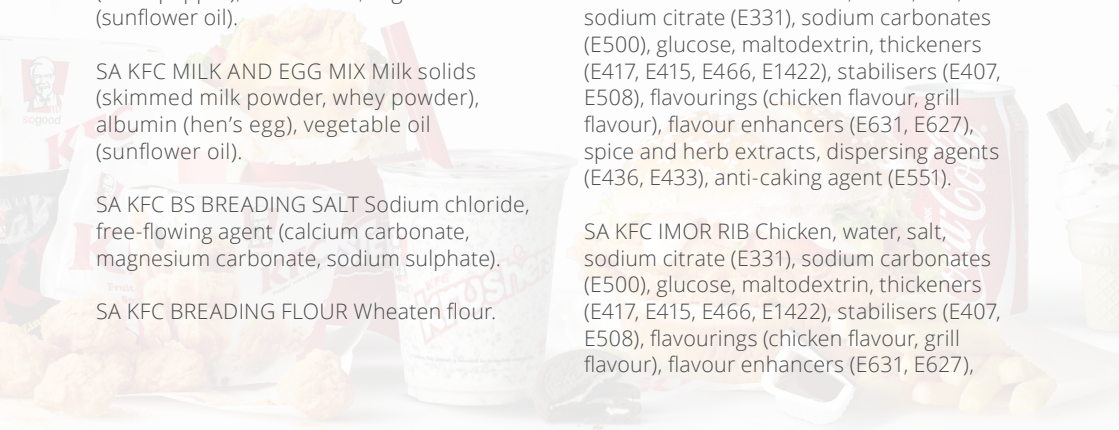 (sunflower oil).
SA KFC MILK AND EGG MIX Milk solids
(skimmed milk powder, whey powder),
albumin (hen’s egg), vegetable oil
(sunflower oil).
SA KFC BS BREADING SALT Sodium chloride,
free-flowing agent (calcium carbonate,
magnesium carbonate, sodium sulphate).
SA KFC BREADING FLOUR Wheaten flour.
sodium citrate (E331), sodium carbonates
(E500), glucose, maltodextrin, thickeners
(E417, E415, E466, E1422), stabilisers (E407,
E508), flavourings (chicken flavour, grill
flavour), flavour enhancers (E631, E627),
spice and herb extracts, dispersing agents
(E436, E433), anti-caking agent (E551).
SA KFC IMOR RIB Chicken, water, salt,
sodium citrate (E331), sodium carbonates
(E500), glucose, maltodextrin, thickeners
(E417, E415, E466, E1422), stabilisers (E407,
E508), flavourings (chicken flavour, grill
flavour), flavour enhancers (E631, E627),
KFC
sogood
Krushers
Coca-Cola